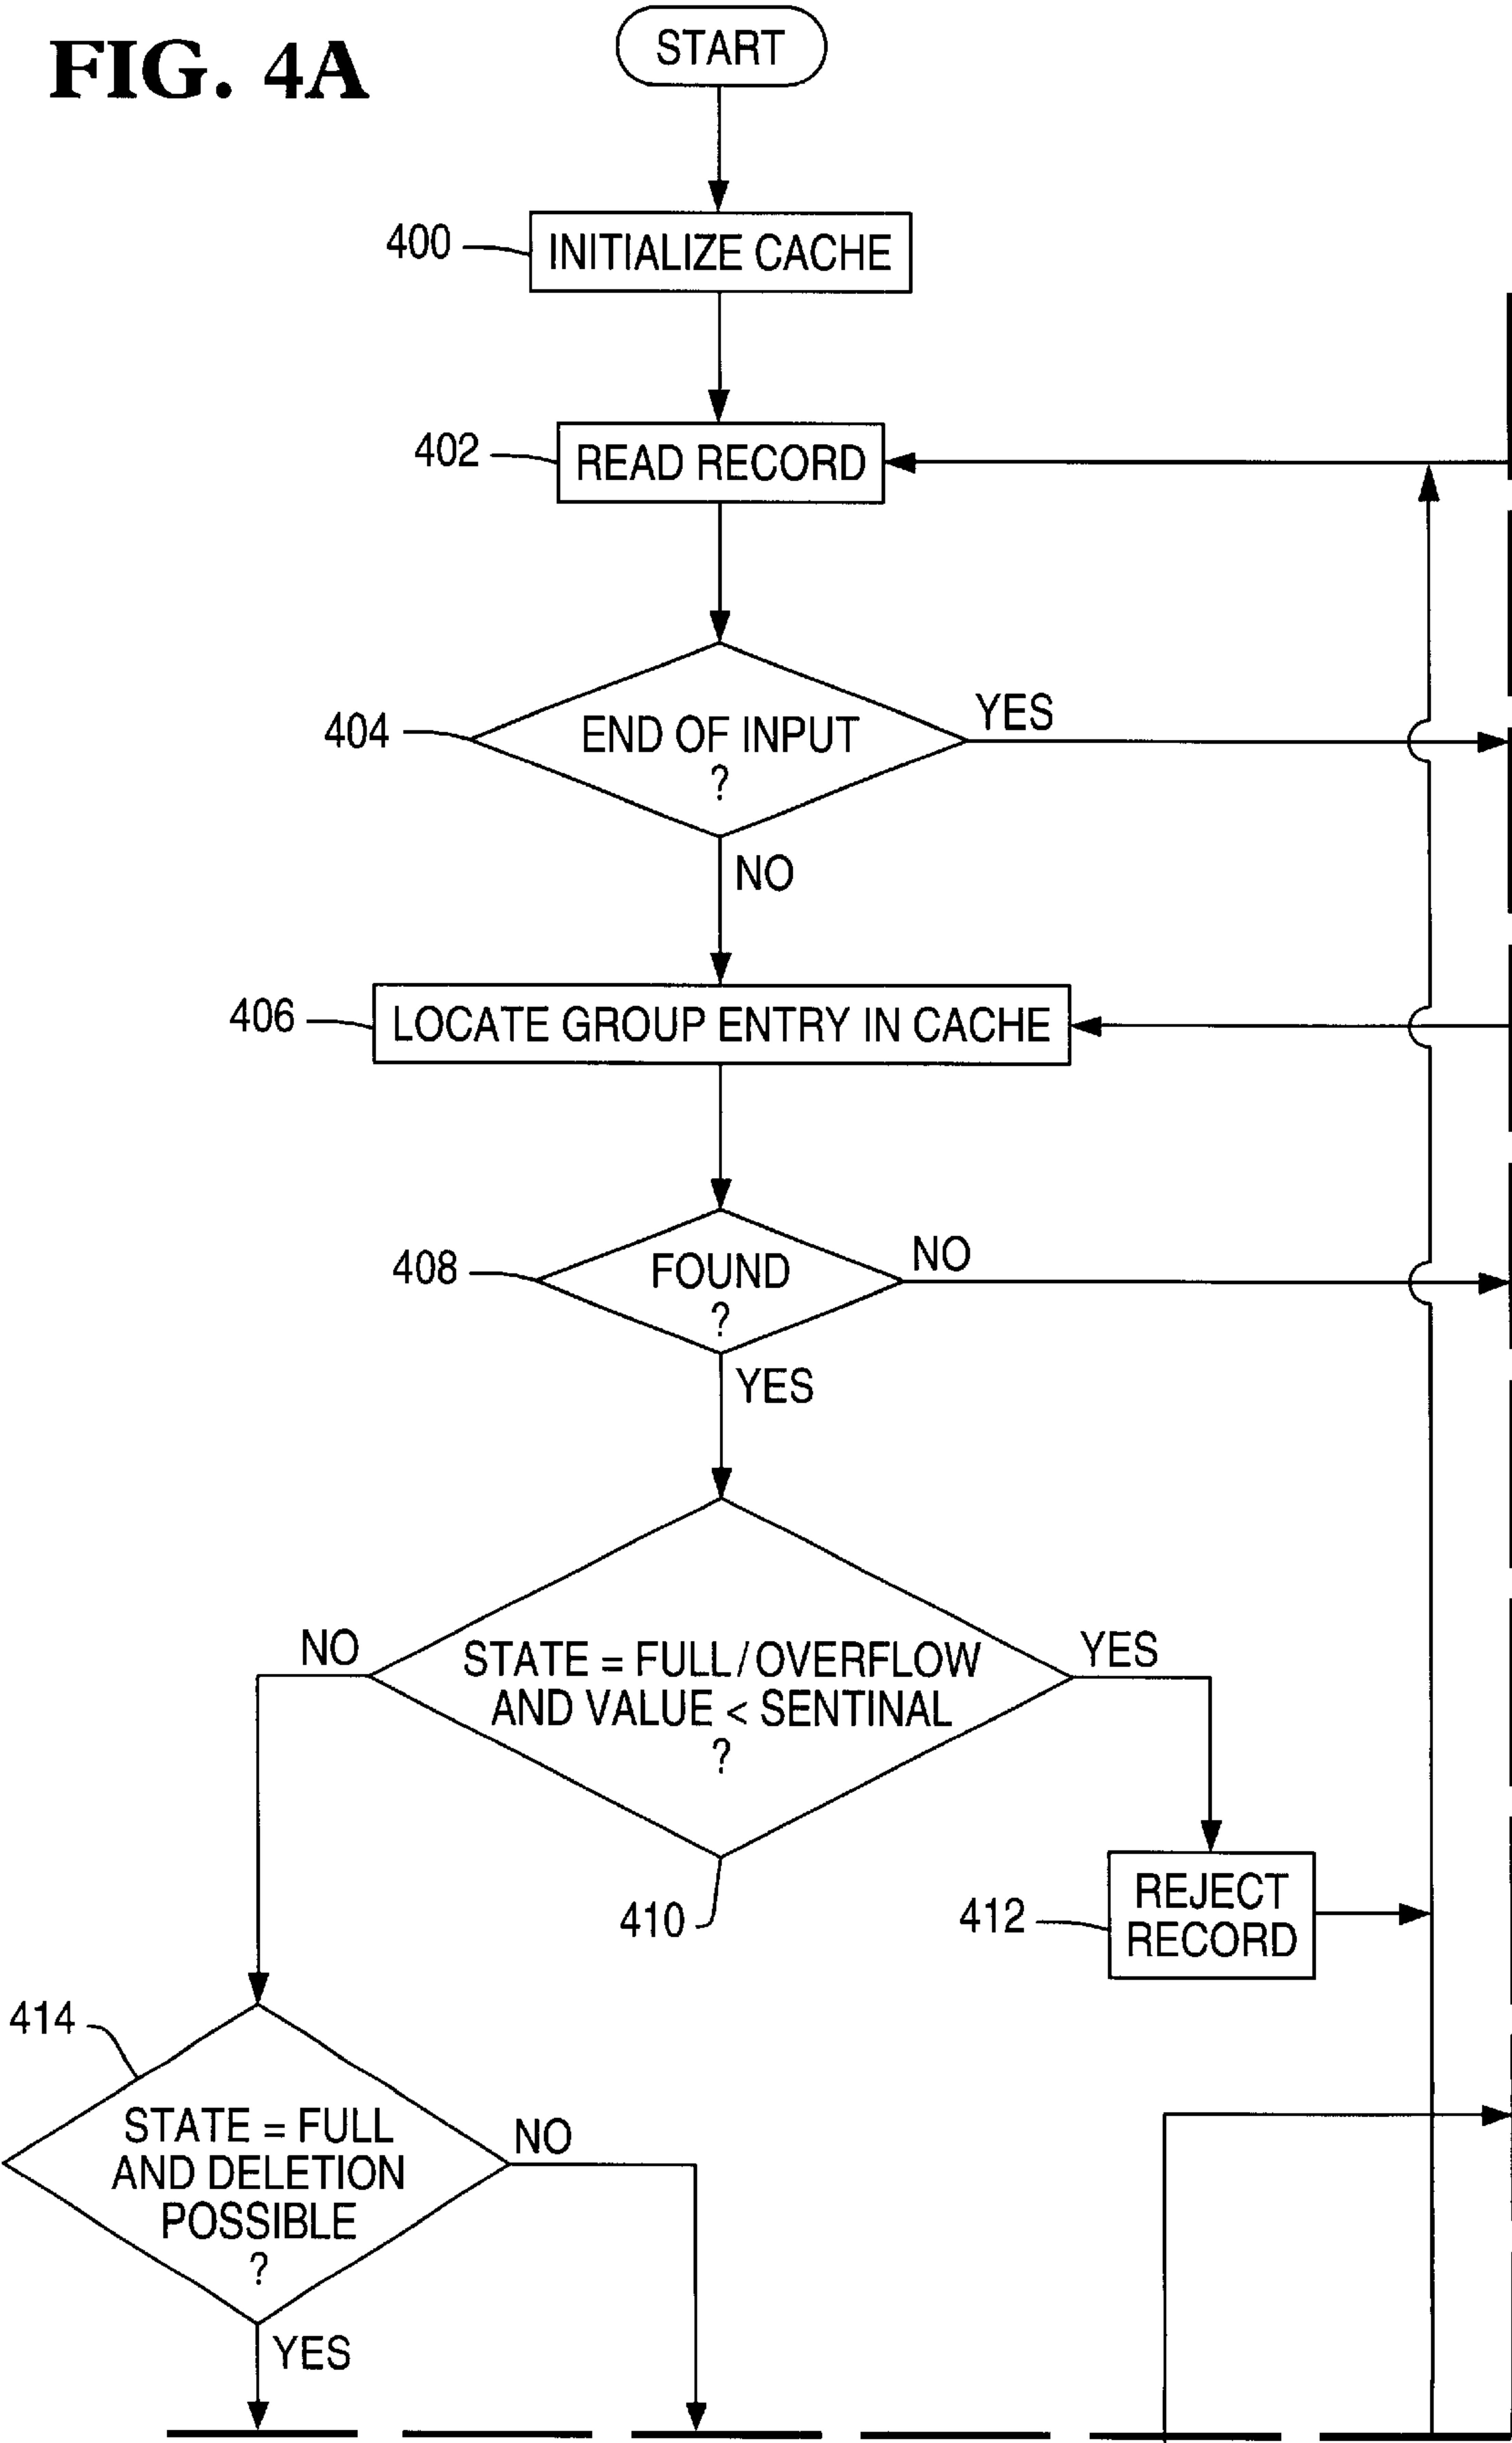 FIG. 4A
START
400
INITIALIZE CACHE
402
READ RECORD
404
END OF INPUT
?
YES
NO
406
LOCATE GROUP ENTRY IN CACHE
408
FOUND
?
NO
YES
NO
STATE = FULL/OVERFLOW
AND VALUE < SENTINAL
?
YES
410
412
REJECT
RECORD
414
STATE = FULL
AND DELETION
POSSIBLE
?
NO
YES